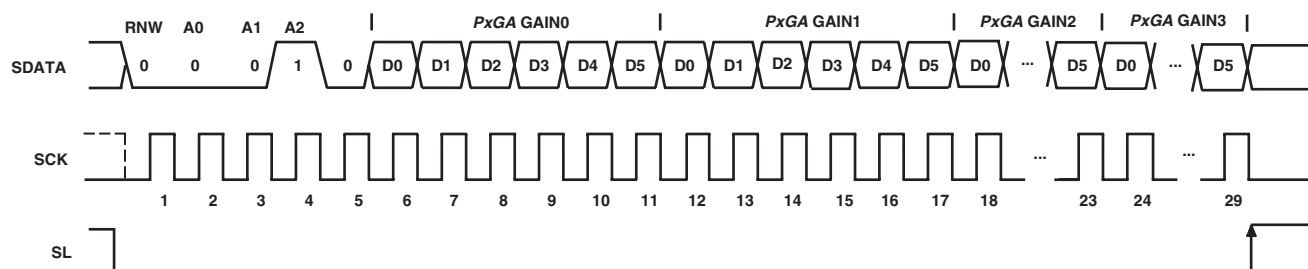 PxGA GAIN0 PxGA GAIN1 PxGA GAIN2 PxGA GAIN3
RNW A0 A1 A2
SDATA 0 0 0 1 0 D0 D1 D2 D3 D4 D5 D0 D1 D2 D3 D4 D5 D0 ... D5 D0 ... D5
SCK ... ...
1 2 3 4 5 6 7 8 9 10 11 12 13 14 15 16 17 18 23 24 29
SL